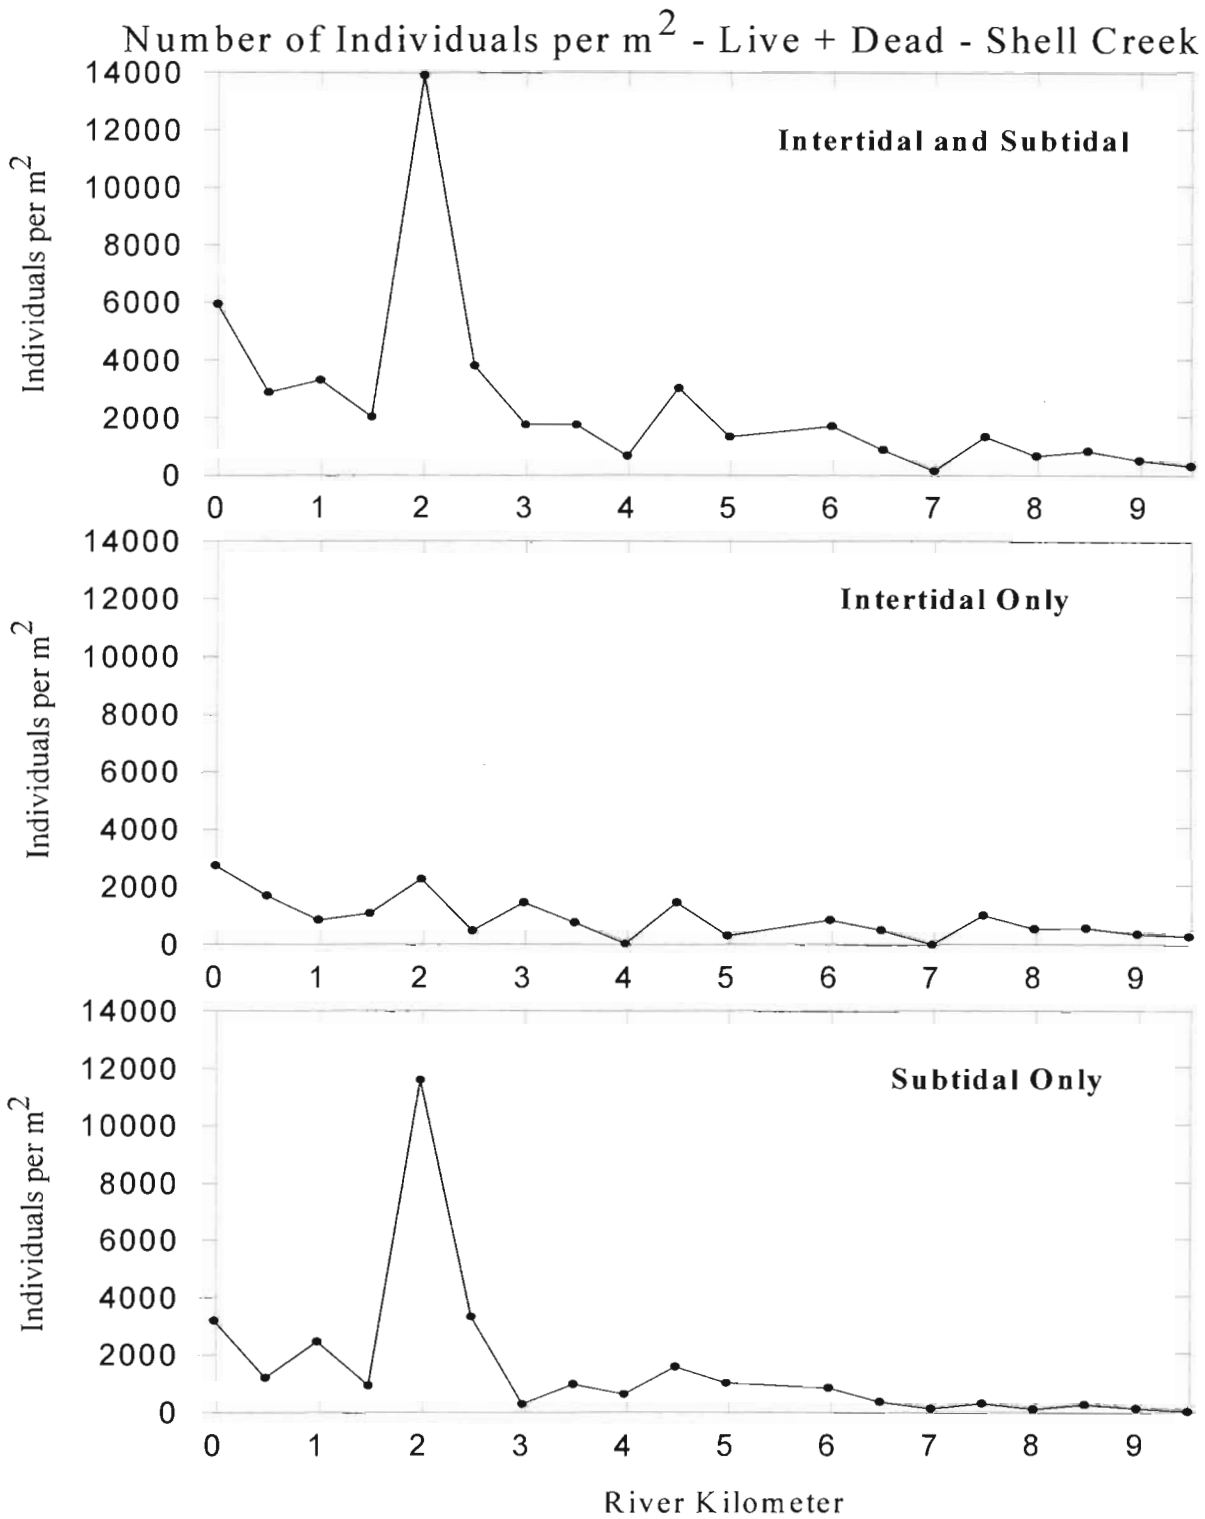 Number of Individuals per m2 - Live + Dead - Shell Creek
14000
12000
10000
8000
6000
4000
2000
0
Individuals per m2
Intertidal and Subtidal
0 1 2 3 4 5 6 7 8 9
14000
12000
10000
8000
6000
4000
2000
0
Individuals per m2
Intertidal Only
0 1 2 3 4 5 6 7 8 9
14000
12000
10000
8000
6000
4000
2000
0
Individuals per m2
Subtidal Only
0 1 2 3 4 5 6 7 8 9
River Kilometer